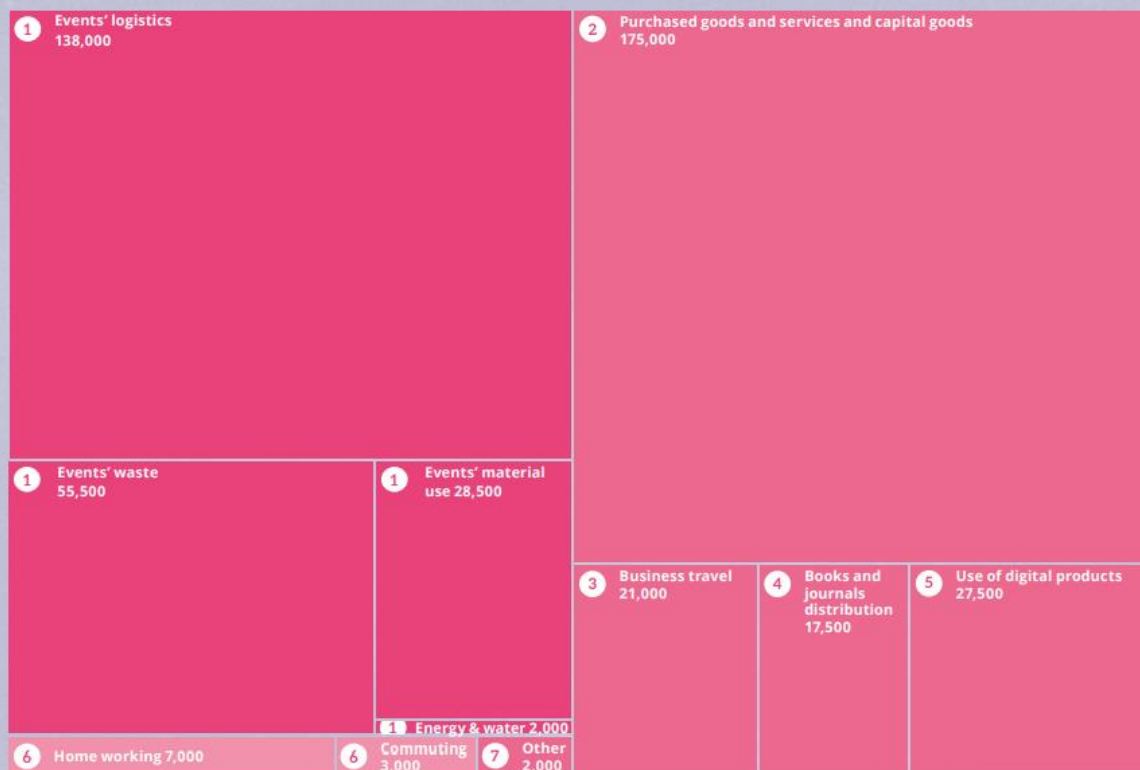 1
Events’ logistics
138,000
2
Purchased goods and services and capital goods
175,000
1
Events’ waste
55,500
1
Events’ material
use 28,500
1
Energy & water 2,000
3
Business travel
21,000
4
Books and
journals
distribution
17,500
5
Use of digital products
27,500
6
Home working 7,000
6
Commuting
3,000
7
Other
2,000